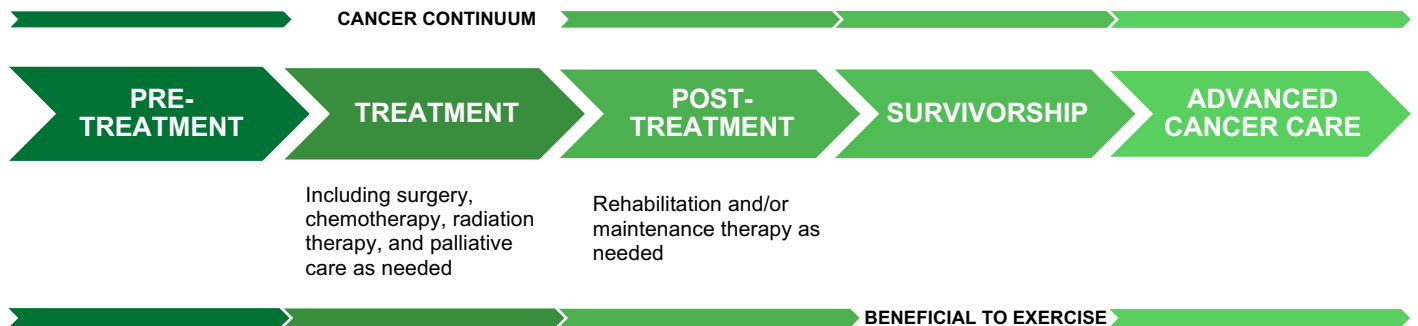 CANCER CONTINUUM
PRE-
TREATMENT
TREATMENT
POST-
TREATMENT
SURVIVORSHIP
ADVANCED
CANCER CARE
Including surgery,
chemotherapy, radiation
therapy, and palliative
care as needed
Rehabilitation and/or
maintenance therapy as
needed
BENEFICIAL TO EXERCISE